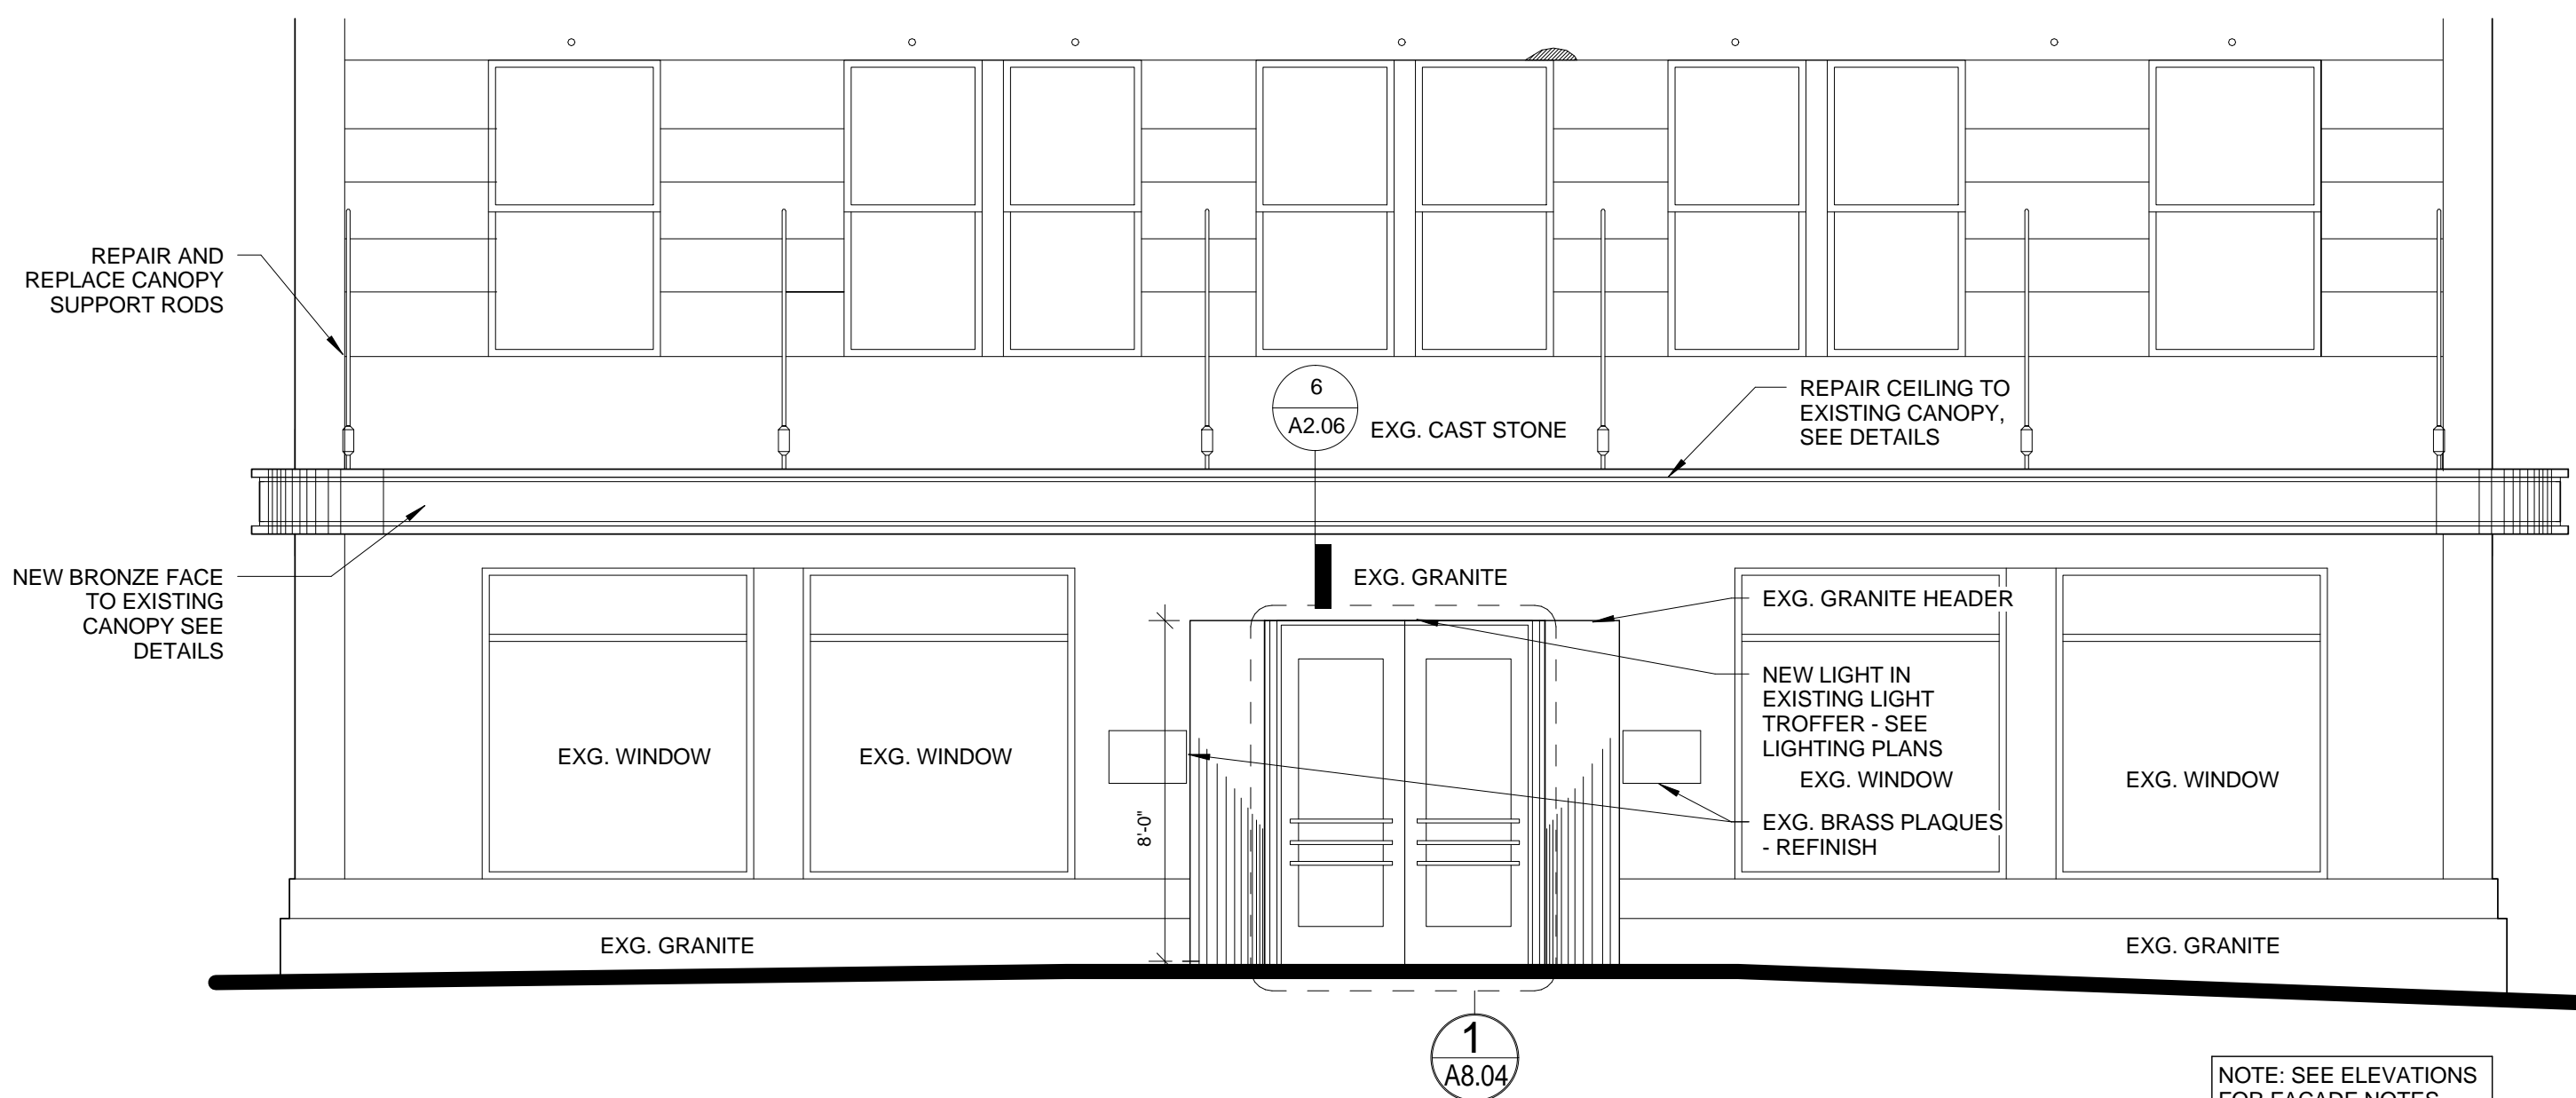 REPAIR AND
REPLACE CANOPY
SUPPORT RODS
6
A2.06
EXG. CAST STONE
REPAIR CEILING TO
EXISTING CANOPY,
SEE DETAILS
NEW BRONZE FACE
TO EXISTING
CANOPY SEE
DETAILS
EXG. GRANITE
EXG. GRANITE HEADER
NEW LIGHT IN
EXISTING LIGHT
TROFFER - SEE
LIGHTING PLANS
EXG. WINDOW
EXG. WINDOW
EXG. WINDOW
EXG. WINDOW
8'-0"
EXG. BRASS PLAQUES
- REFINISH
EXG. GRANITE
EXG. GRANITE
1
A8.04
NOTE: SEE ELEVATIONS
FOR FACADE NOTES